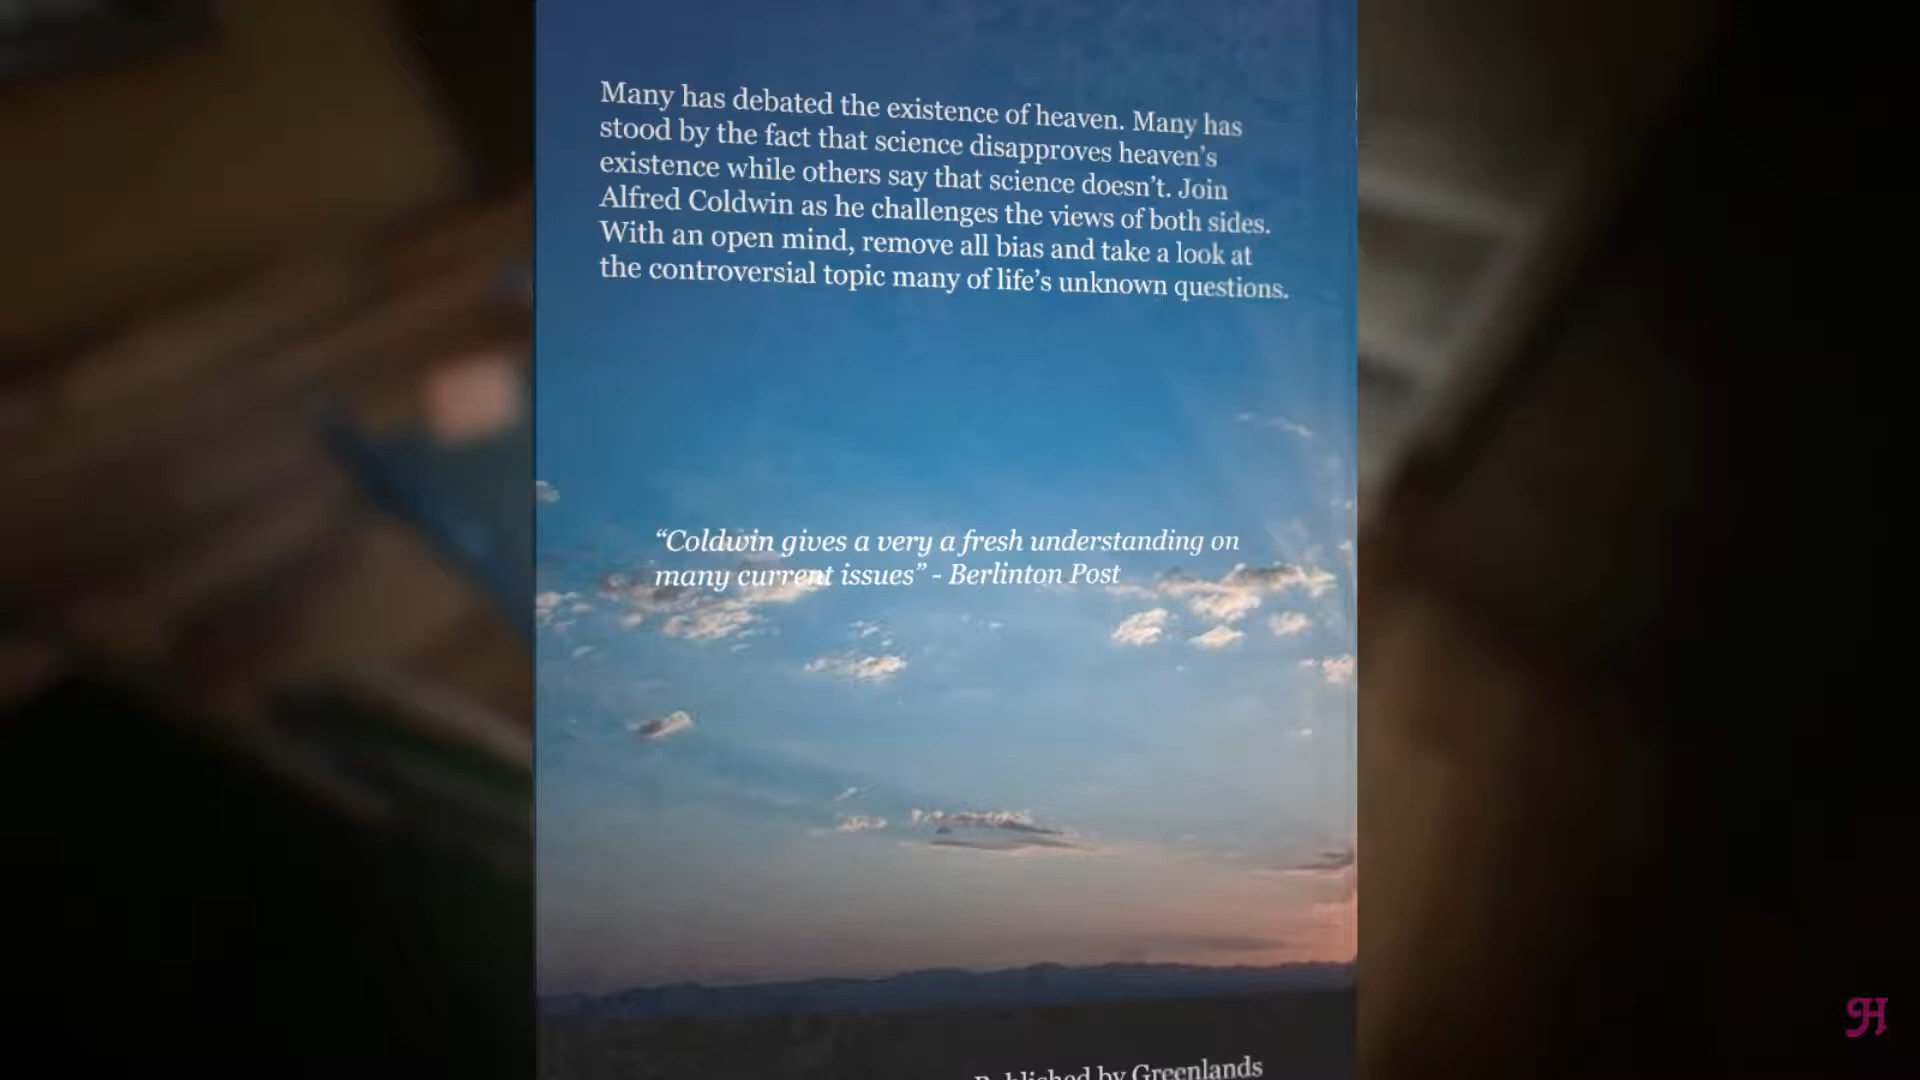 Many has debated the existence of heaven. Many has
stood by the fact that science disapproves heaven's
existence while others say that science doesn't. Join
Alfred Coldwin as he challenges the views of both sides.
With an open mind, remove all bias and take a look at
the controversial topic many of life's unknown questions.
“Coldwin gives a very a fresh understanding on
many current issues” - Berlinton Post
Published by Greenlands